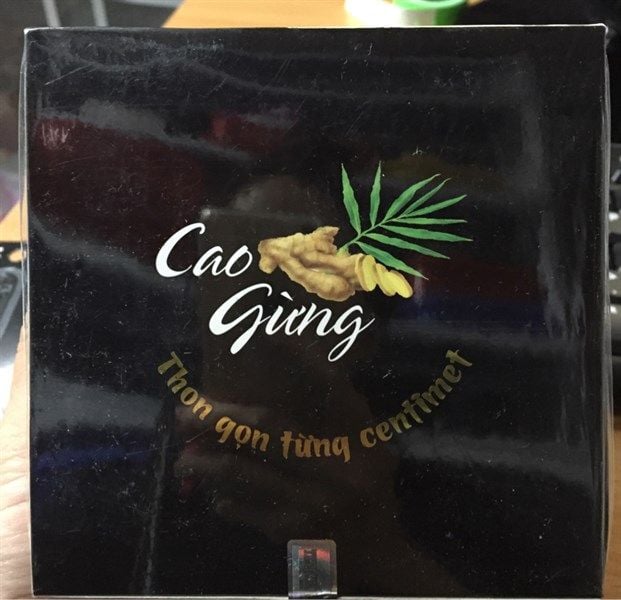 Cao
Gừng
Thon gọn từng centimet